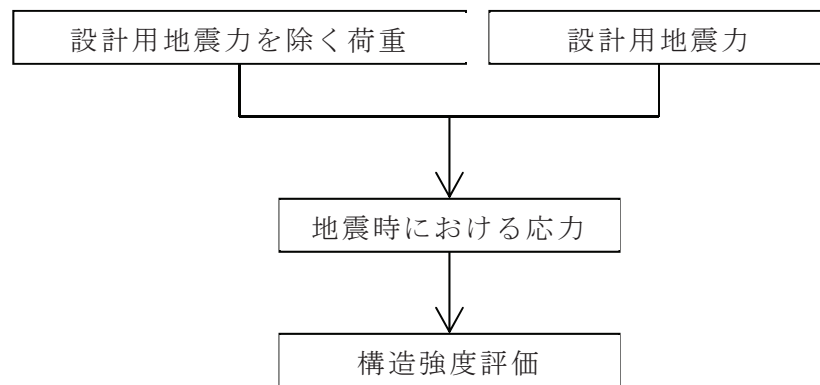 設計用地震力を除く荷重
設計用地震力
地震時における応力
構造強度評価